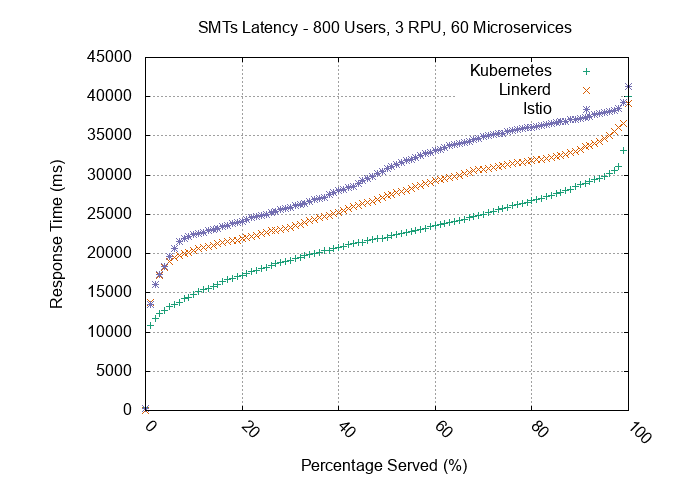 SMTs Latency - 800 Users, 3 RPU, 60 Microservices
45000
40000
35000
30000
25000
20000
15000
10000
5000
0
Response Time (ms)
Kubernetes
Linkerd
Istio
0
20
40
60
80
100
Percentage Served (%)